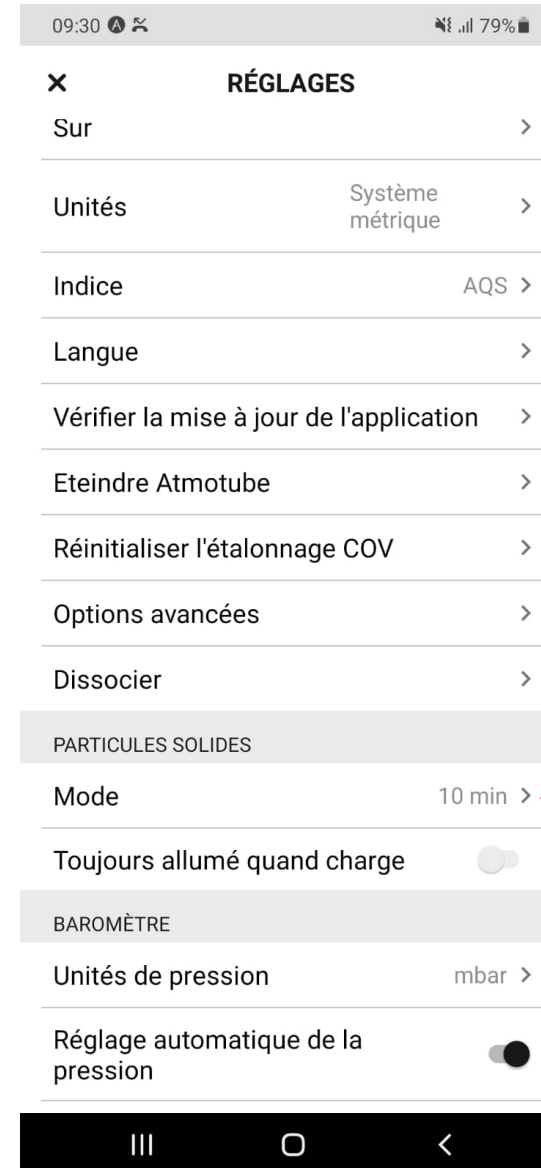 09:30
79%
RÉGLAGES
Sur
Unités
Système
métrique
Indice
AQS
Langue
Vérifier la mise à jour de l'application
Eteindre Atmotube
Réinitialiser l'étalonnage COV
Options avancées
Dissocier
PARTICULES SOLIDES
Mode
10 min
Toujours allumé quand charge
BAROMÈTRE
Unités de pression
mbar
Réglage automatique de la
pression